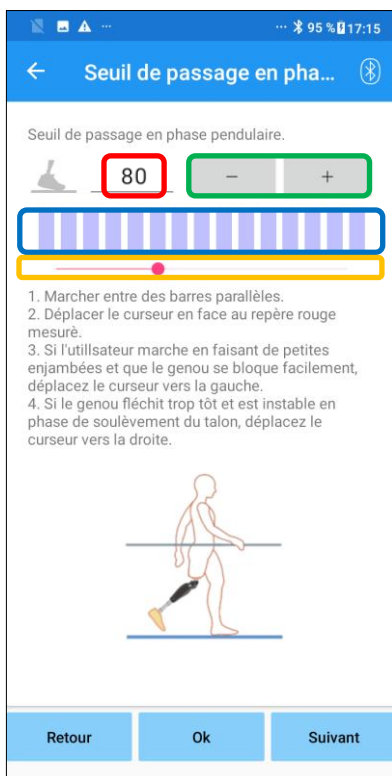 ... ... 95 % 17:15
← Seuil de passage en pha...
Seuil de passage en phase pendulaire.
80 − +
1. Marcher entre des barres parallèles.
2. Déplacer le curseur en face au repère rouge
mesurè.
3. Si l'utillsateur marche en faisant de petites
enjambées et que le genou se bloque facilement,
déplacez le curseur vers la gauche.
4. Si le genou fléchit trop tôt et est instable en
phase de soulèvement du talon, déplacez le
curseur vers la droite.
Retour Ok Suivant